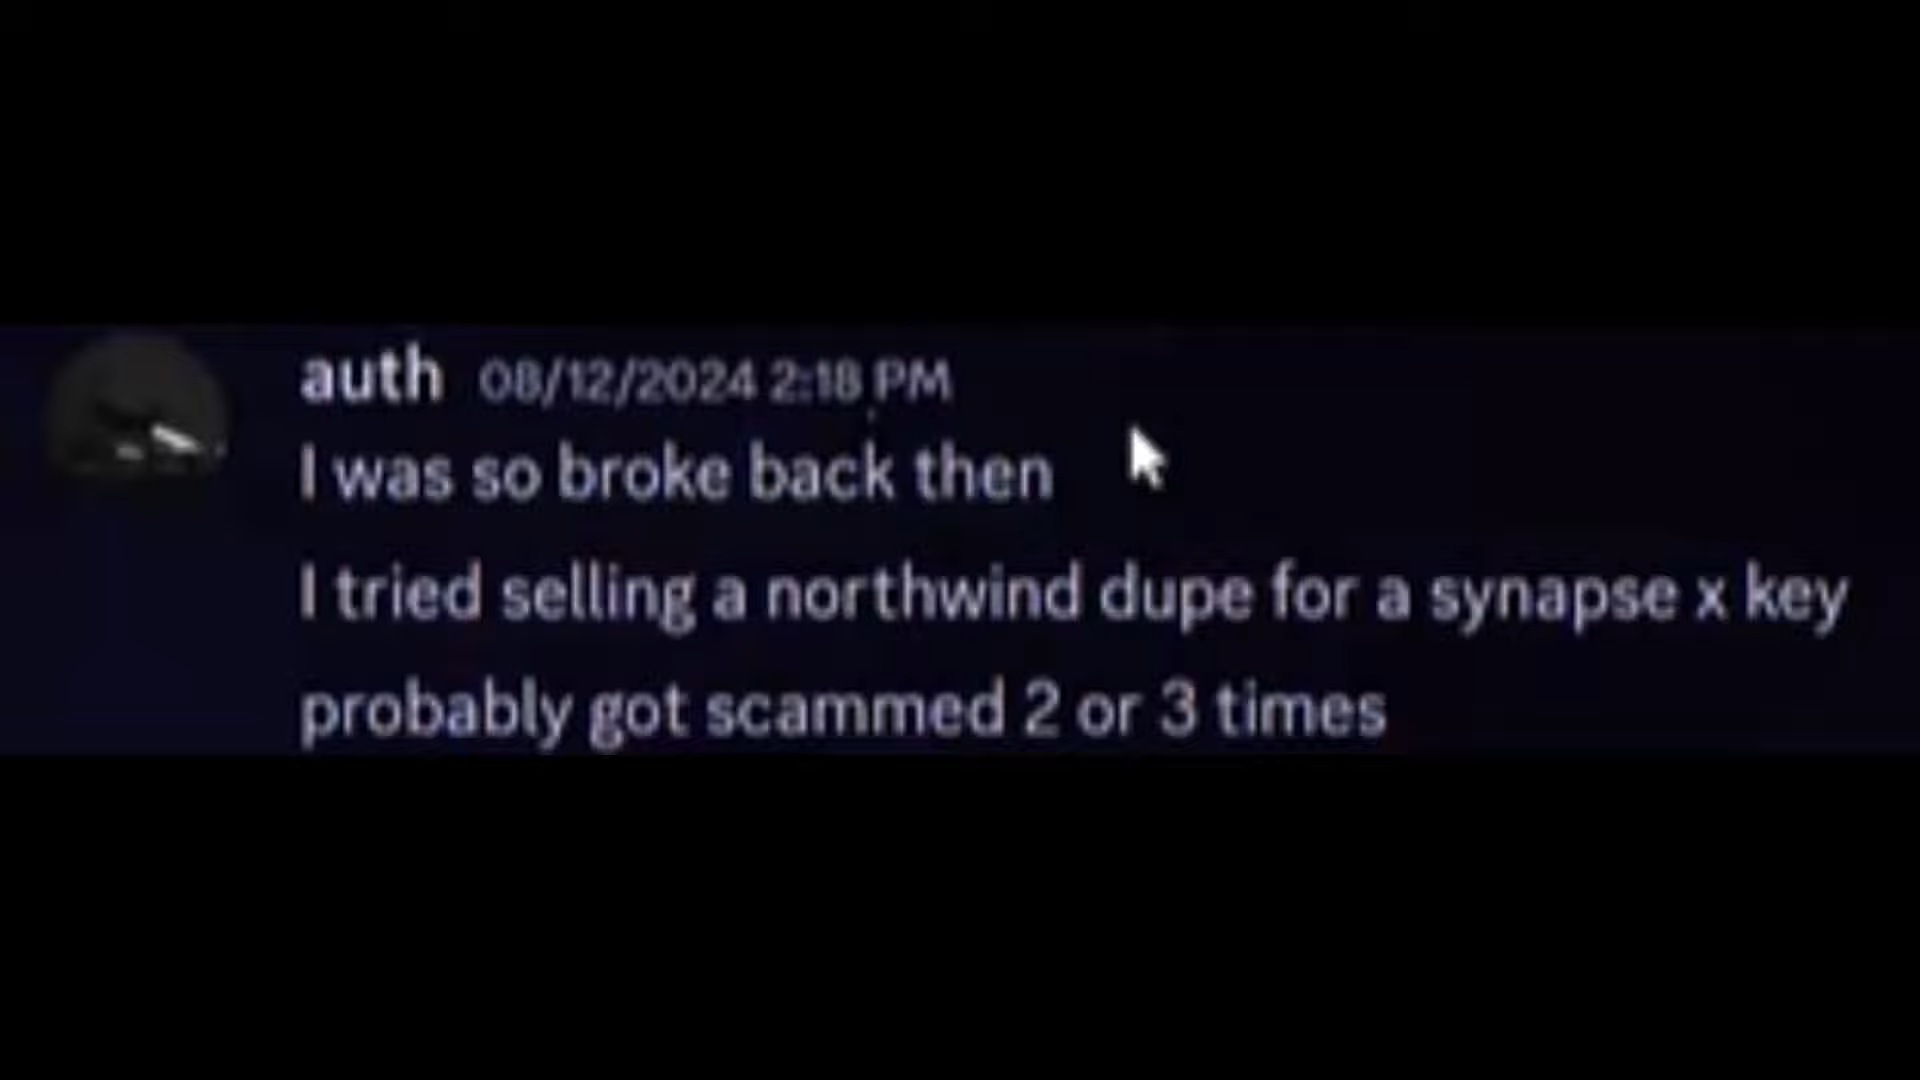 auth 08/12/2024 2:18 PM
I was so broke back then
I tried selling a northwind dupe for a synapse x key
probably got scammed 2 or 3 times